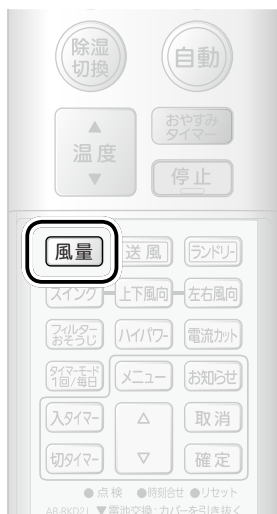 除湿
切換
自動
温度
おやすみ
タイマー
停止
風量
送風
ランドリー
スイング
上下風向
左右風向
フィルター
おそうじ
ハイパワー
電流カット
タイマーモード
1回/毎日
メニュー
お知らせ
入タイマー
取消
切タイマー
確定
●点検 ●時刻合せ ●リセット
▼電池交換:カバーを引き抜く